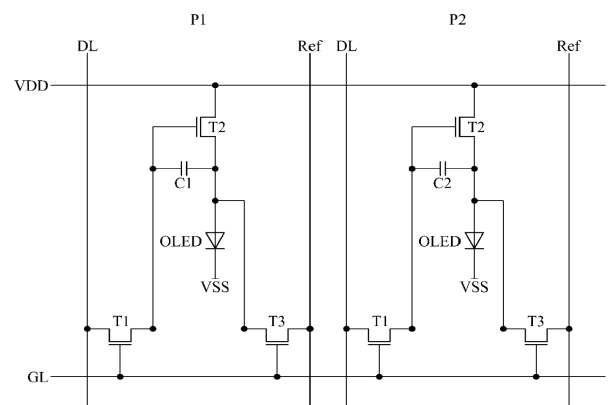 P1 P2
DL Ref DL Ref
VDD
T2 T2
C1 C2
OLED OLED
VSS VSS
T1 T3 T1 T3
GL